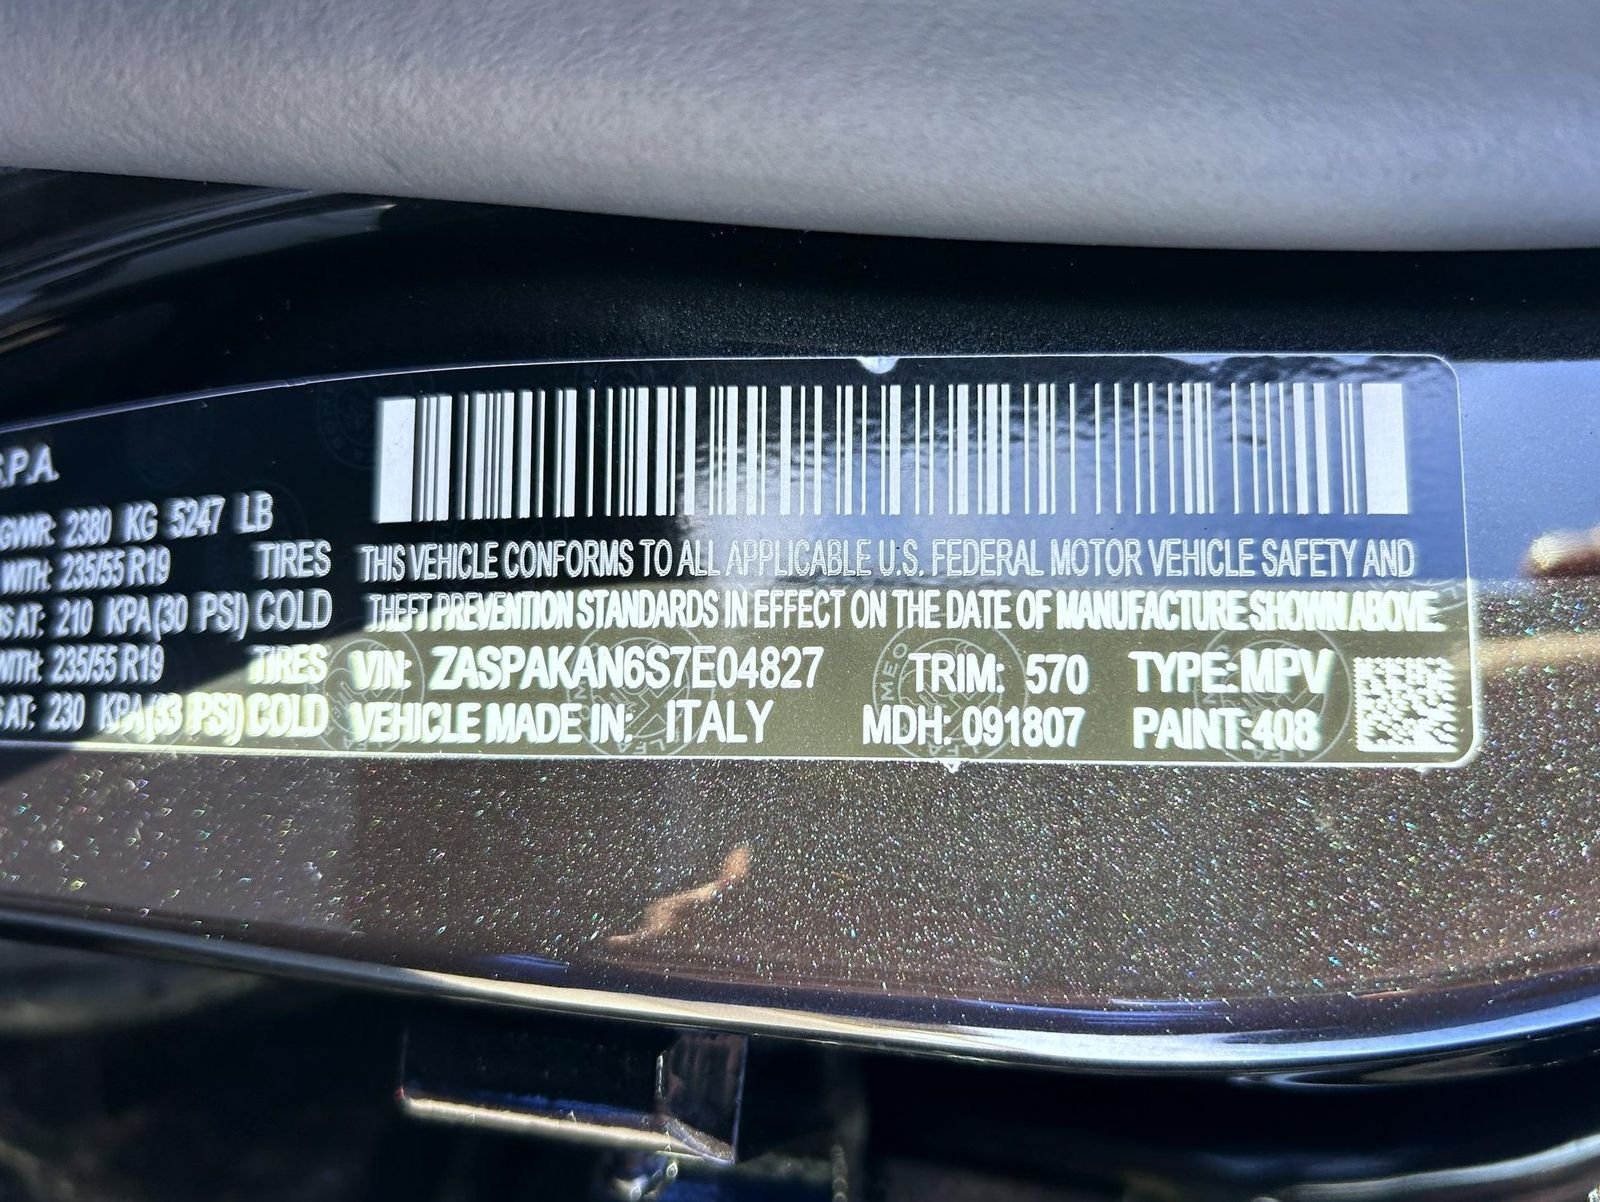 S.P.A.
GVWR: 2380 KG 5247 LB
WITH: 235/55 R19 TIRES
AT: 210 KPA(30 PSI) COLD
WITH: 235/55 R19 TIRES
AT: 230 KPA(33 PSI) COLD
THIS VEHICLE CONFORMS TO ALL APPLICABLE U.S. FEDERAL MOTOR VEHICLE SAFETY AND
THEFT PREVENTION STANDARDS IN EFFECT ON THE DATE OF MANUFACTURE SHOWN ABOVE.
VIN: ZASPAKAN6S7E04827 TRIM: 570 TYPE: MPV
VEHICLE MADE IN: ITALY MDH: 091807 PAINT:408